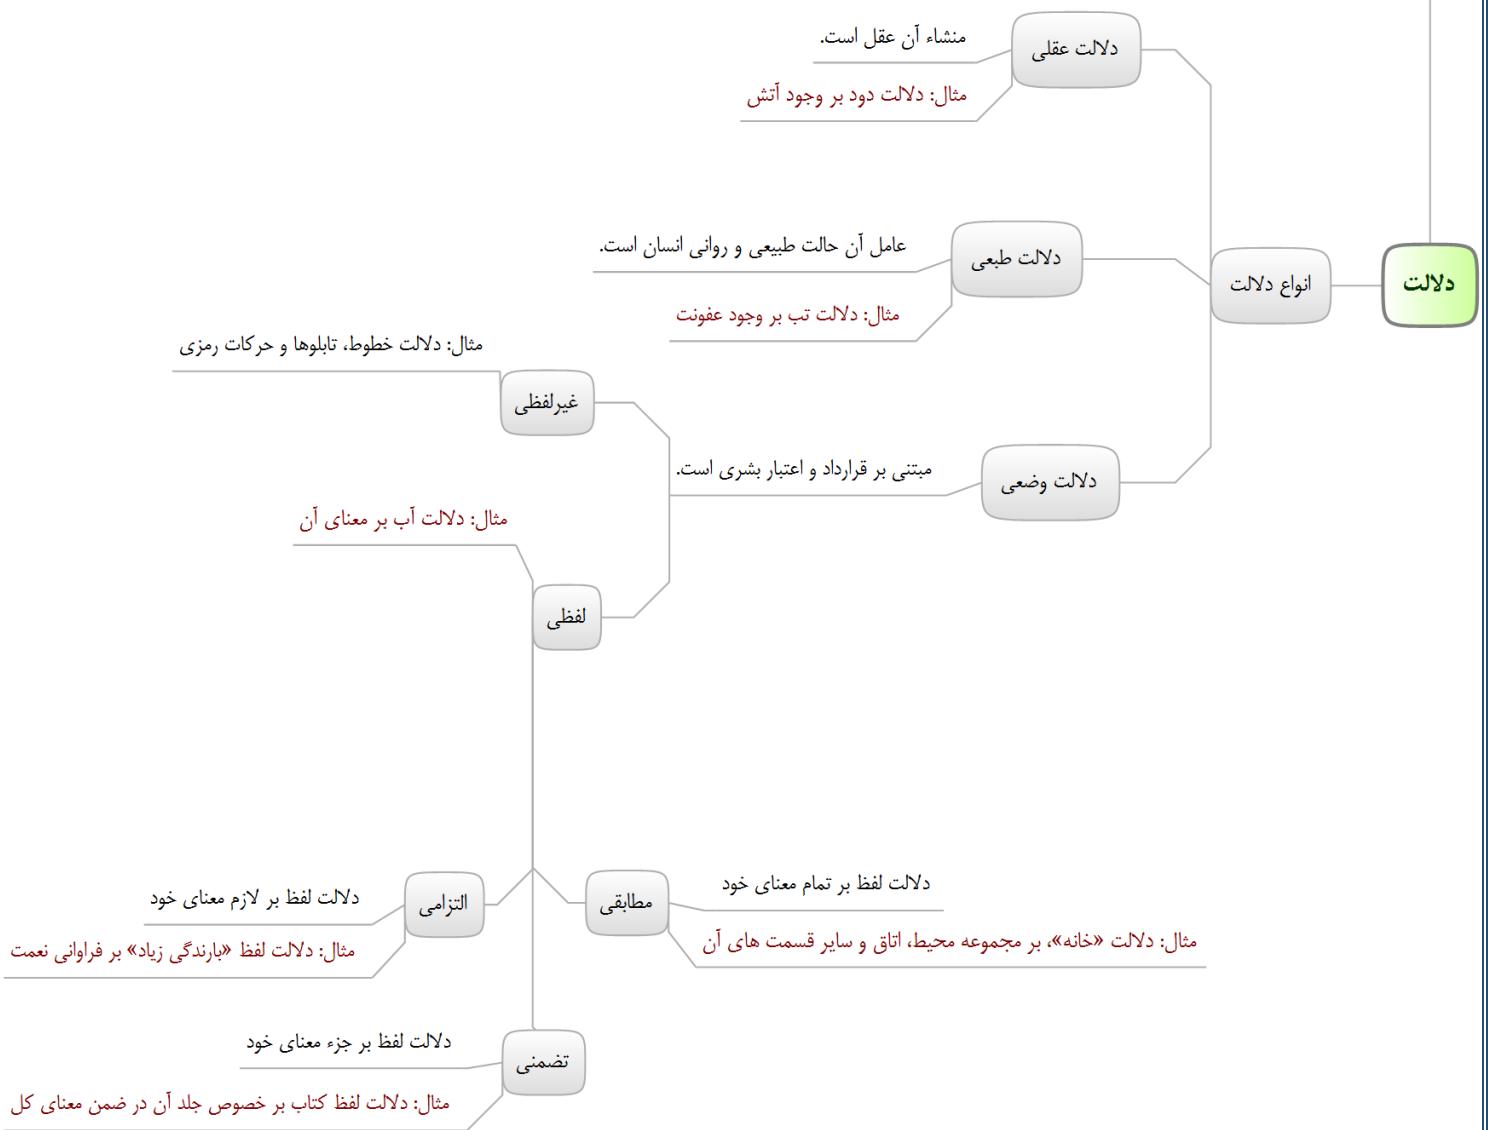 دلالت
انواع دلالت
دلالت عقلی
منشاء آن عقل است.
مثال: دلالت دود بر وجود آتش
دلالت طبعی
عامل آن حالت طبیعی و روانی انسان است.
مثال: دلالت تب بر وجود عفونت
دلالت وضعی
مبتنی بر قرارداد و اعتبار بشری است.
غیرلفظی
مثال: دلالت خطوط، تابلوها و حرکات رمزی
لفظی
مثال: دلالت آب بر معنای آن
مطابقی
دلالت لفظ بر تمام معنای خود
مثال: دلالت «خانه»، بر مجموعه محیط، اتاق و سایر قسمت های آن
التزامی
دلالت لفظ بر لازم معنای خود
مثال: دلالت لفظ «بارندگی زیاد» بر فراوانی نعمت
تضمنی
دلالت لفظ بر جزء معنای خود
مثال: دلالت لفظ کتاب بر خصوص جلد آن در ضمن معنای کل